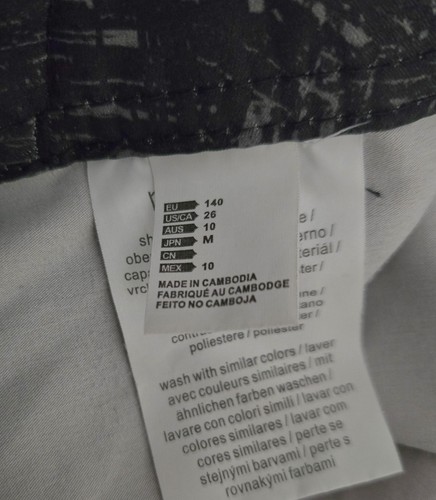 EU 140
US/CA 26
AUS 10
JPN M
CN
MEX 10
MADE IN CAMBODIA
FABRIQUÉ AU CAMBODGE
FEITO NO CAMBOJA
poliestere / poliester
wash with similar colors / laver
avec couleurs similaires / mit
ähnlichen farben waschen /
lavare con colori simili / lavar con
colores similares / lavar com
cores similares / perte se
stejnými barvami / perte s
rovnakými farbami